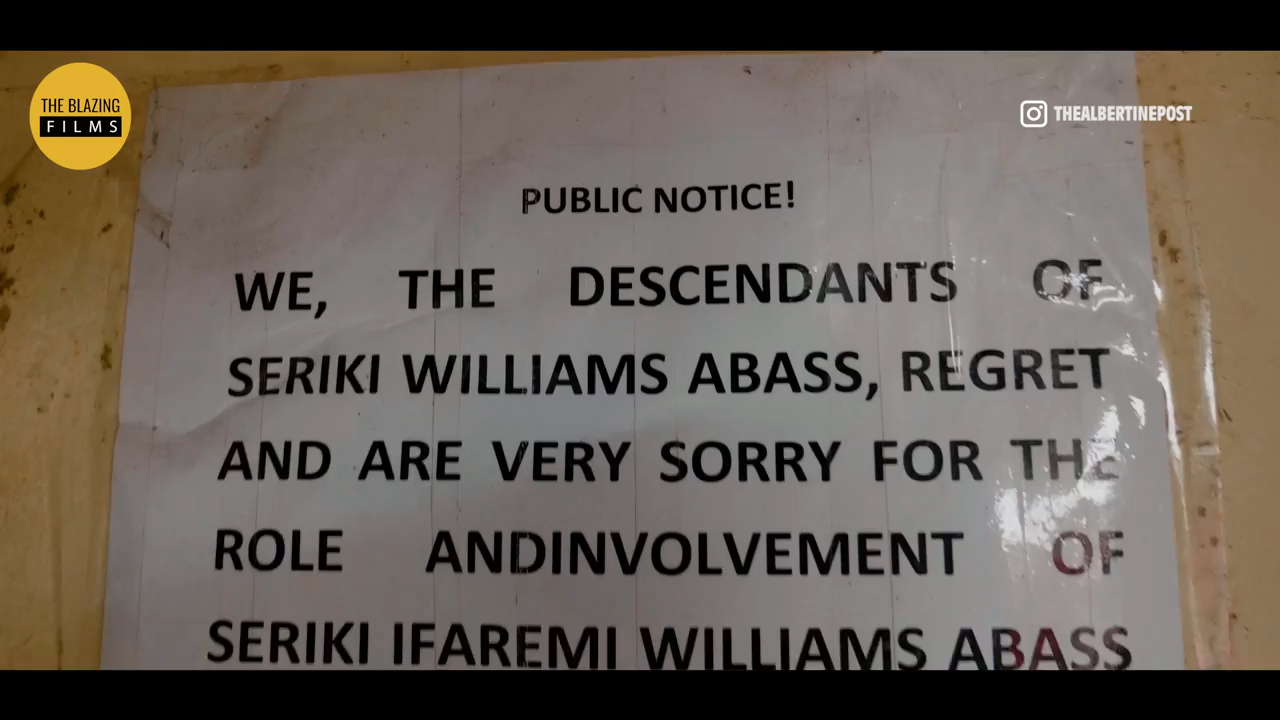 THE BLAZING
FILMS
THEALBERTINEPOST
PUBLIC NOTICE!
WE, THE DESCENDANTS OF
SERIKI WILLIAMS ABASS, REGRET
AND ARE VERY SORRY FOR THE
ROLE ANDINVOLVEMENT OF
SERIKI IFAREMI WILLIAMS ABASS